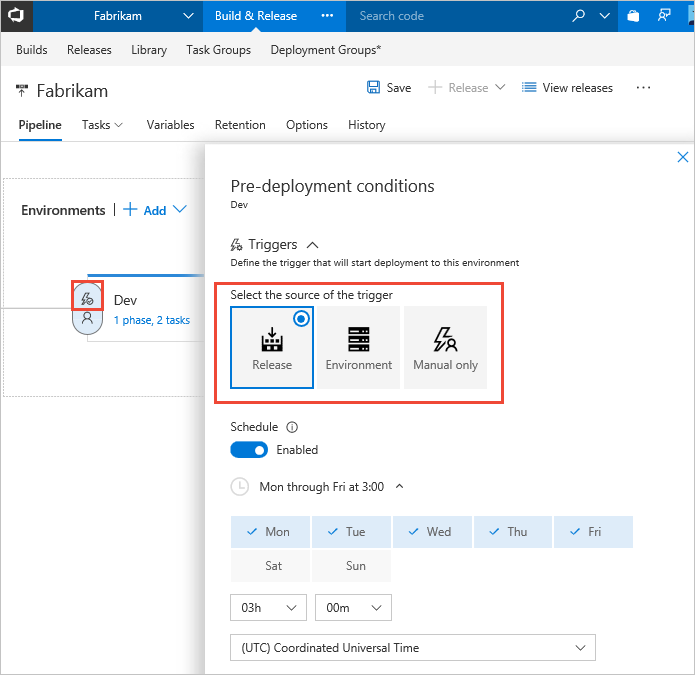 Fabrikam Build & Release ··· Search code
Builds Releases Library Task Groups Deployment Groups*
Fabrikam Save Release View releases ···
Pipeline Tasks Variables Retention Options History
Pre-deployment conditions
Dev
Environments | + Add
Triggers
Define the trigger that will start deployment to this environment
Dev
1 phase, 2 tasks
Select the source of the trigger
Release Environment Manual only
Schedule
Enabled
Mon through Fri at 3:00
Mon Tue Wed Thu Fri
Sat Sun
03h 00m
(UTC) Coordinated Universal Time